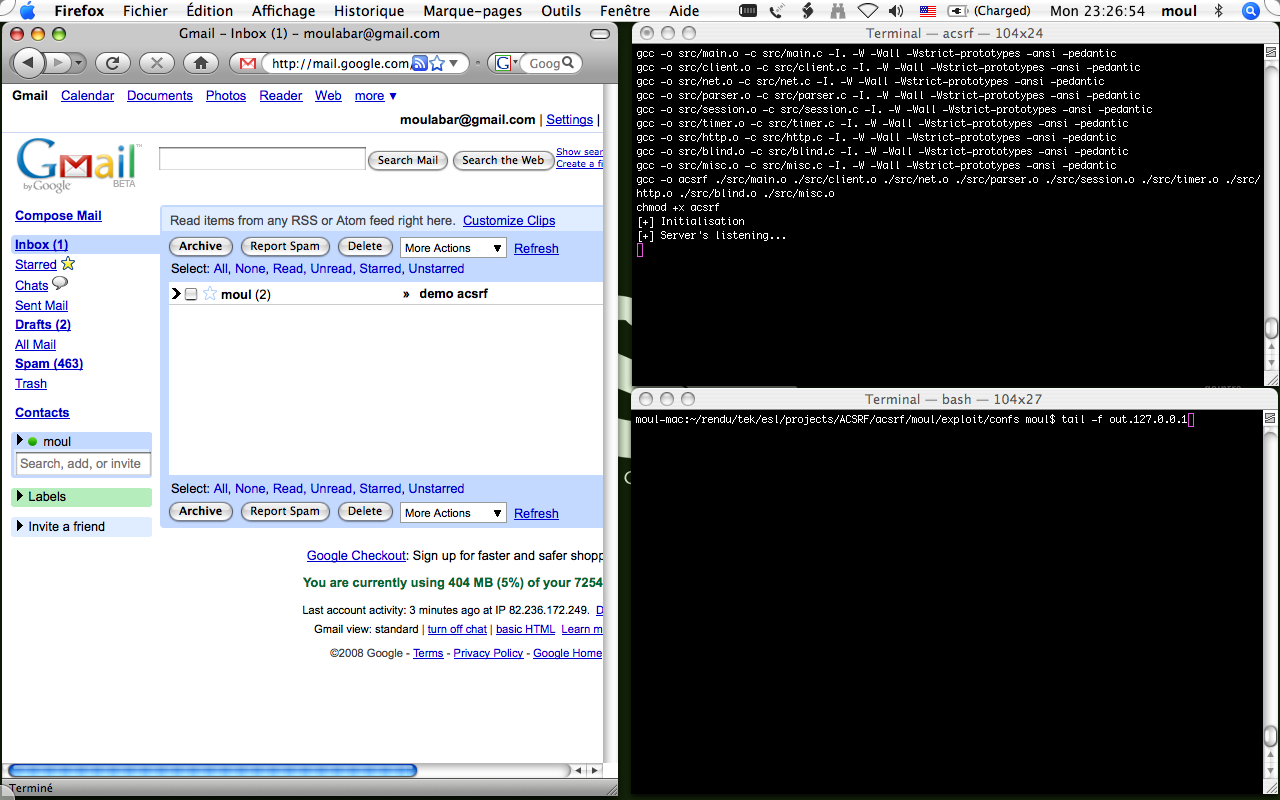 Firefox Fichier Édition Affichage Historique Marque-pages Outils Fenêtre Aide (Charged) Mon 23:26:54 moul
Gmail – Inbox (1) – moulabar@gmail.com
http://mail.google.com/
Goog
Gmail Calendar Documents Photos Reader Web more ▼
moulabar@gmail.com | Settings |
Gmail™
by Google BETA
Search Mail Search the Web
Show sear
Create a fi
Compose Mail
Inbox (1)
Starred
Chats
Sent Mail
Drafts (2)
All Mail
Spam (463)
Trash
Contacts
moul
Search, add, or invite
Labels
Invite a friend
Read items from any RSS or Atom feed right here. Customize Clips
Archive Report Spam Delete More Actions Refresh
Select: All, None, Read, Unread, Starred, Unstarred
moul (2) » demo acsrf
Select: All, None, Read, Unread, Starred, Unstarred
Archive Report Spam Delete More Actions Refresh
Google Checkout: Sign up for faster and safer shopp
You are currently using 404 MB (5%) of your 7254
Last account activity: 3 minutes ago at IP 82.236.172.249. D
Gmail view: standard | turn off chat | basic HTML Learn m
©2008 Google - Terms - Privacy Policy - Google Home
Terminé
Terminal — acsrf — 104x24
gcc -o src/main.o -c src/main.c -I. -W -Wall -Wstrict-prototypes -ansi -pedantic
gcc -o src/client.o -c src/client.c -I. -W -Wall -Wstrict-prototypes -ansi -pedantic
gcc -o src/net.o -c src/net.c -I. -W -Wall -Wstrict-prototypes -ansi -pedantic
gcc -o src/parser.o -c src/parser.c -I. -W -Wall -Wstrict-prototypes -ansi -pedantic
gcc -o src/session.o -c src/session.c -I. -W -Wall -Wstrict-prototypes -ansi -pedantic
gcc -o src/timer.o -c src/timer.c -I. -W -Wall -Wstrict-prototypes -ansi -pedantic
gcc -o src/http.o -c src/http.c -I. -W -Wall -Wstrict-prototypes -ansi -pedantic
gcc -o src/blind.o -c src/blind.c -I. -W -Wall -Wstrict-prototypes -ansi -pedantic
gcc -o src/misc.o -c src/misc.c -I. -W -Wall -Wstrict-prototypes -ansi -pedantic
gcc -o acsrf ./src/main.o ./src/client.o ./src/net.o ./src/parser.o ./src/session.o ./src/timer.o ./src/
http.o ./src/blind.o ./src/misc.o
chmod +x acsrf
[+] Initialisation
[+] Server's listening...
Terminal — bash — 104x27
moul-mac:~/rendu/tek/esl/projects/ACSRF/acsrf/moul/exploit/confs moul$ tail -f out.127.0.0.1